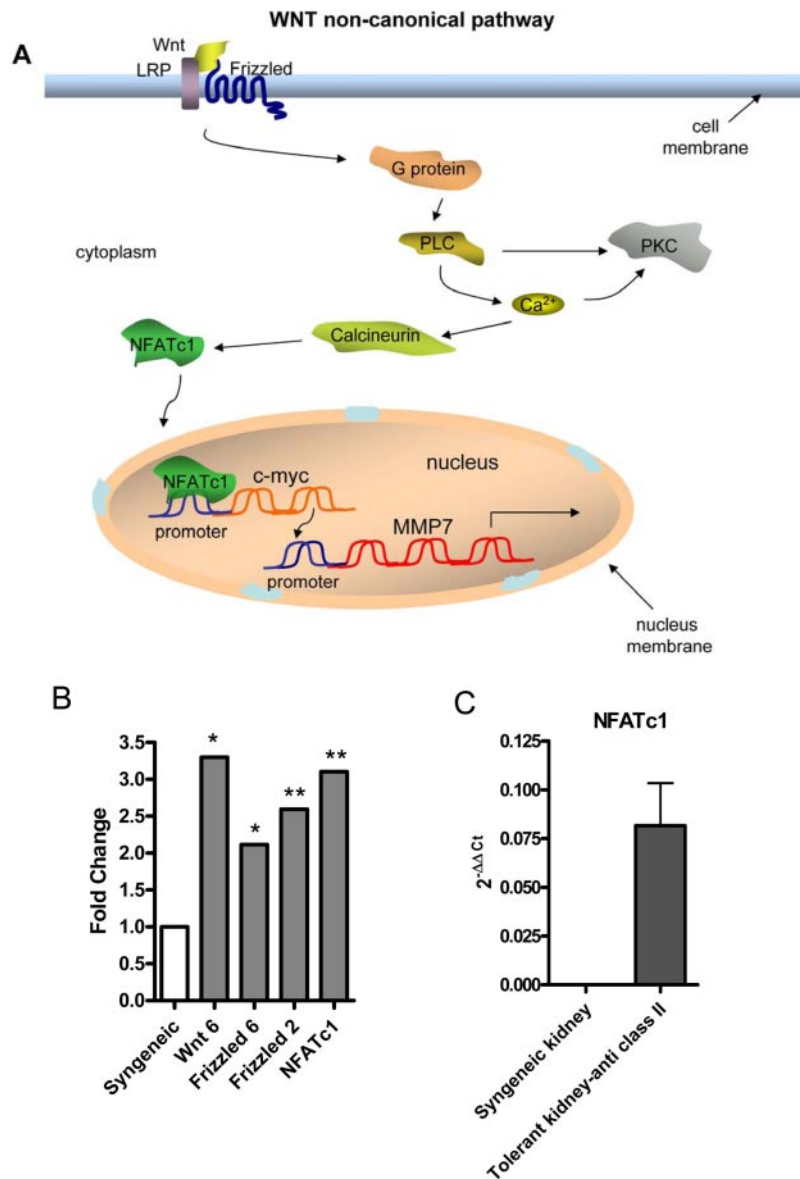 WNT non-canonical pathway
A
Wnt
LRP
Frizzled
cell
membrane
G protein
PLC
PKC
cytoplasm
Ca2+
Calcineurin
NFATc1
nucleus
NFATc1
c-myc
promoter
MMP7
promoter
nucleus
membrane
B
Fold Change
3.5
3.0
2.5
2.0
1.5
1.0
0.5
0.0
*
*
**
**
Syngeneic
Wnt 6
Frizzled 6
Frizzled 2
NFATc1
C
NFATc1
2-ΔΔCt
0.125
0.100
0.075
0.050
0.025
0.000
Syngeneic kidney
Tolerant kidney-anti class II